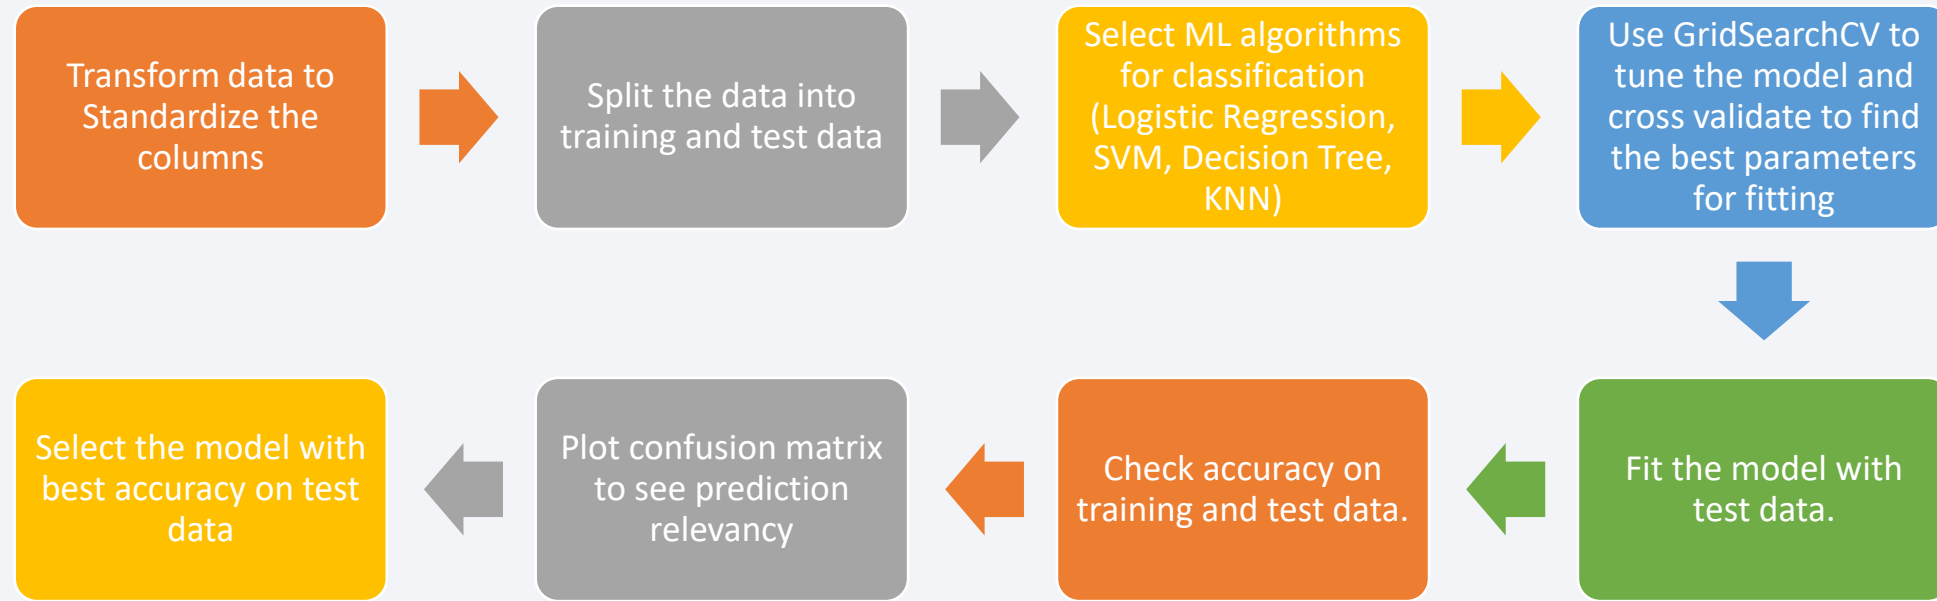 Transform data to
Standardize the
columns
Split the data into
training and test data
Select ML algorithms
for classification
(Logistic Regression,
SVM, Decision Tree,
KNN)
Use GridSearchCV to
tune the model and
cross validate to find
the best parameters
for fitting
Fit the model with
test data.
Check accuracy on
training and test data.
Plot confusion matrix
to see prediction
relevancy
Select the model with
best accuracy on test
data